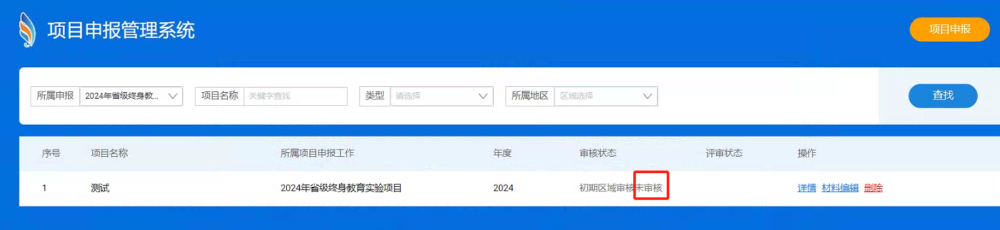 项目申报管理系统
项目申报
所属申报 2024年省级终身教... 项目名称 关键字查找 类型 请选择 所属地区 区域选择 查找
序号 项目名称 所属项目申报工作 年度 审核状态 评审状态 操作
1 测试 2024年省级终身教育实验项目 2024 初期区域审核未审核 详情 材料编辑 删除